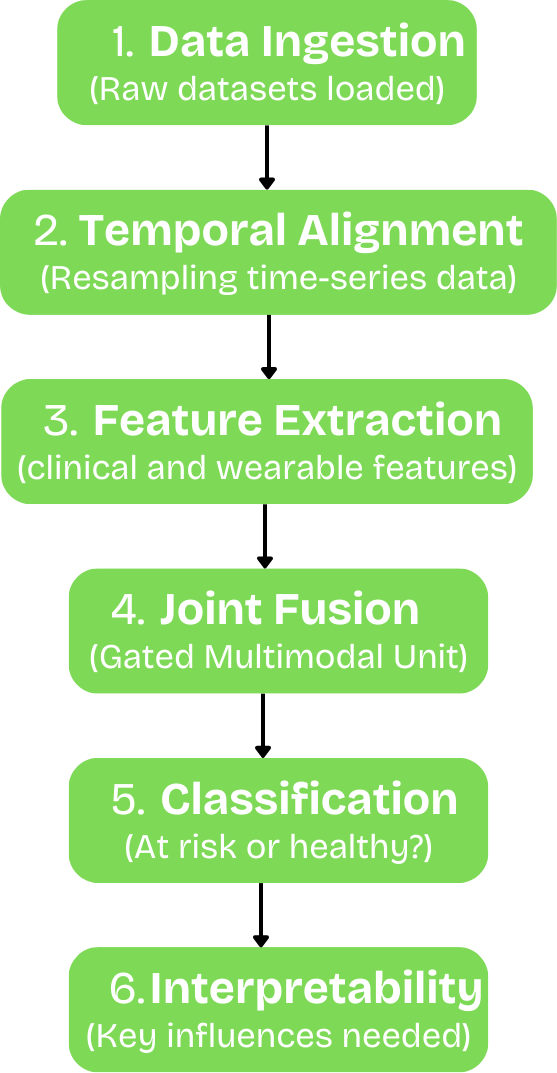 1. Data Ingestion
(Raw datasets loaded)
2. Temporal Alignment
(Resampling time-series data)
3. Feature Extraction
(clinical and wearable features)
4. Joint Fusion
(Gated Multimodal Unit)
5. Classification
(At risk or healthy?)
6. Interpretability
(Key influences needed)